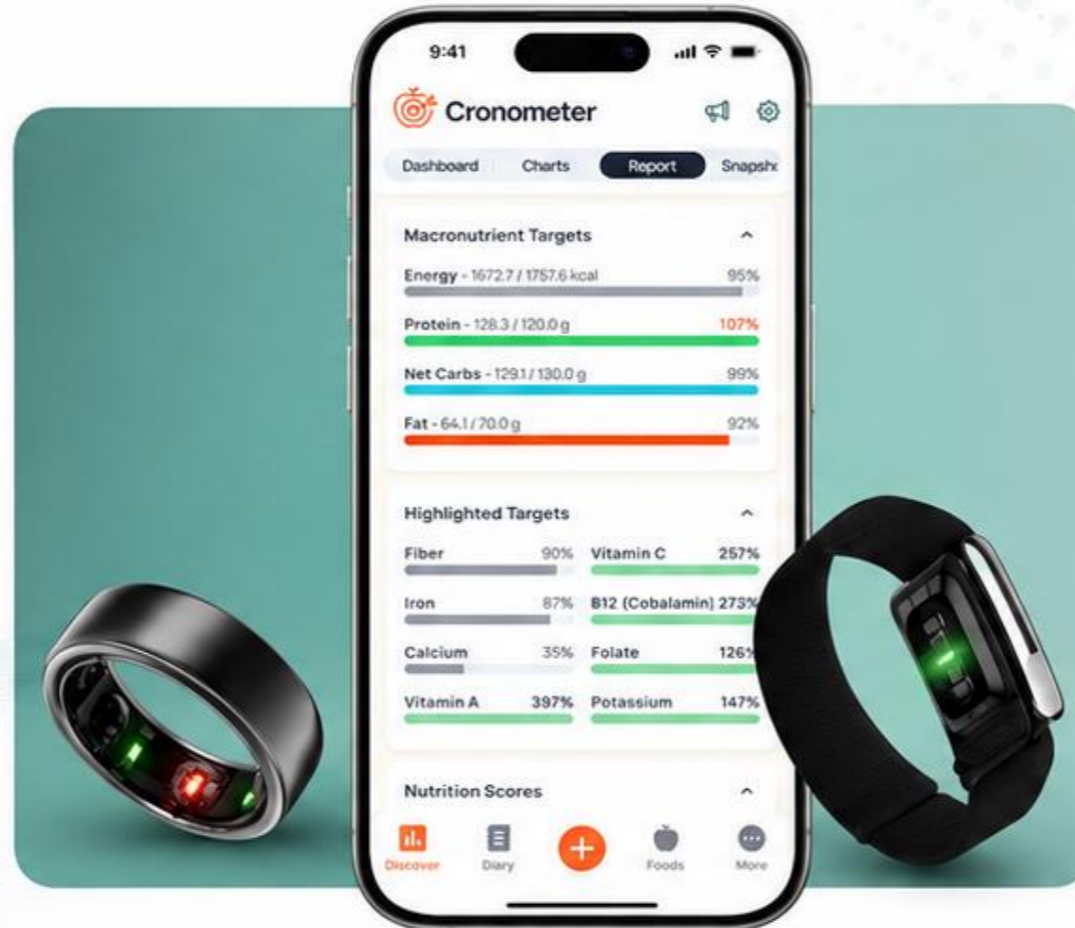 9:41
Cronometer
Dashboard Charts Report Snapsh
Macronutrient Targets
Energy - 1672.7 / 1757.6 kcal 95%
Protein - 128.3 / 120.0 g 107%
Net Carbs - 129.1 / 130.0 g 99%
Fat - 64.1 / 70.0 g 92%
Highlighted Targets
Fiber 90% Vitamin C 257%
Iron 87% B12 (Cobalamin) 273%
Calcium 35% Folate 126%
Vitamin A 397% Potassium 147%
Nutrition Scores
Discover Diary Foods More